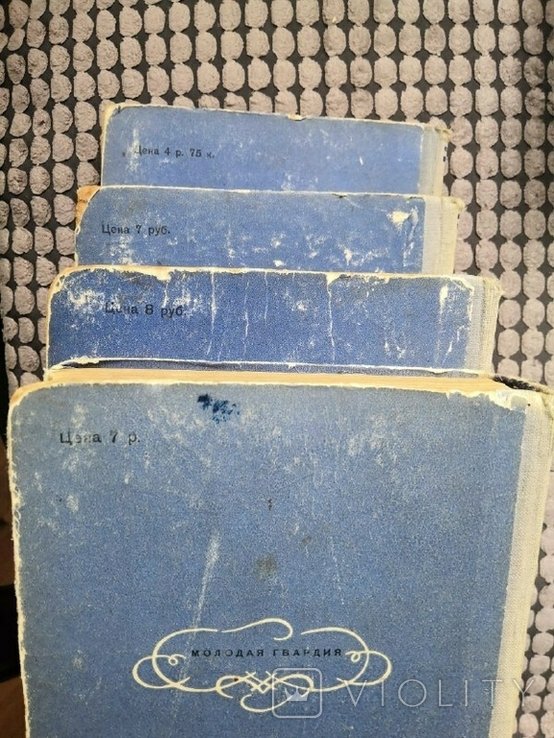 Цена 4 р. 75 к.
Цена 7 руб.
Цена 8 руб.
Цена 7 р.
МОЛОДАЯ ГВАРДИЯ
VIOLITY